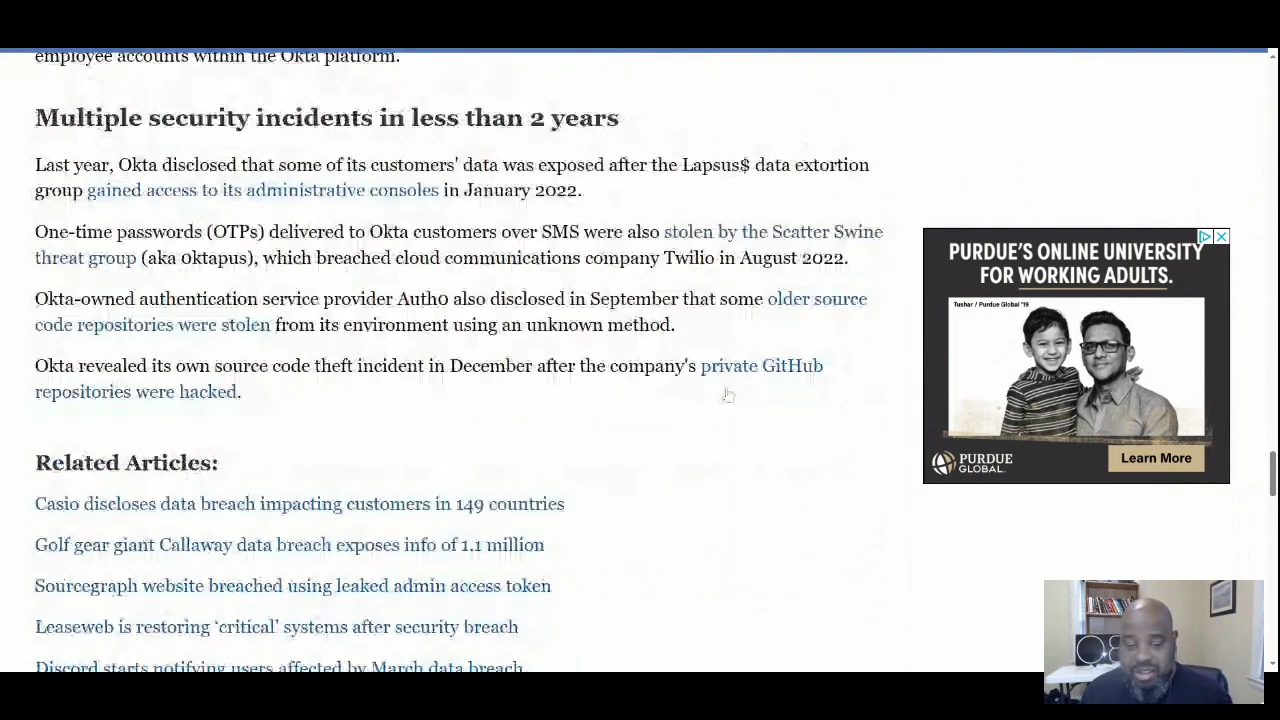 employee accounts within the Okta platform.
Multiple security incidents in less than 2 years
Last year, Okta disclosed that some of its customers' data was exposed after the Lapsus$ data extortion
group gained access to its administrative consoles in January 2022.
One-time passwords (OTPs) delivered to Okta customers over SMS were also stolen by the Scatter Swine
threat group (aka 0ktapus), which breached cloud communications company Twilio in August 2022.
Okta-owned authentication service provider Auth0 also disclosed in September that some older source
code repositories were stolen from its environment using an unknown method.
Okta revealed its own source code theft incident in December after the company's private GitHub
repositories were hacked.
Related Articles:
Casio discloses data breach impacting customers in 149 countries
Golf gear giant Callaway data breach exposes info of 1.1 million
Sourcegraph website breached using leaked admin access token
Leaseweb is restoring ‘critical’ systems after security breach
Discord starts notifying users affected by March data breach
PURDUE'S ONLINE UNIVERSITY
FOR WORKING ADULTS.
Tushar / Purdue Global '19
PURDUE
GLOBAL
Learn More